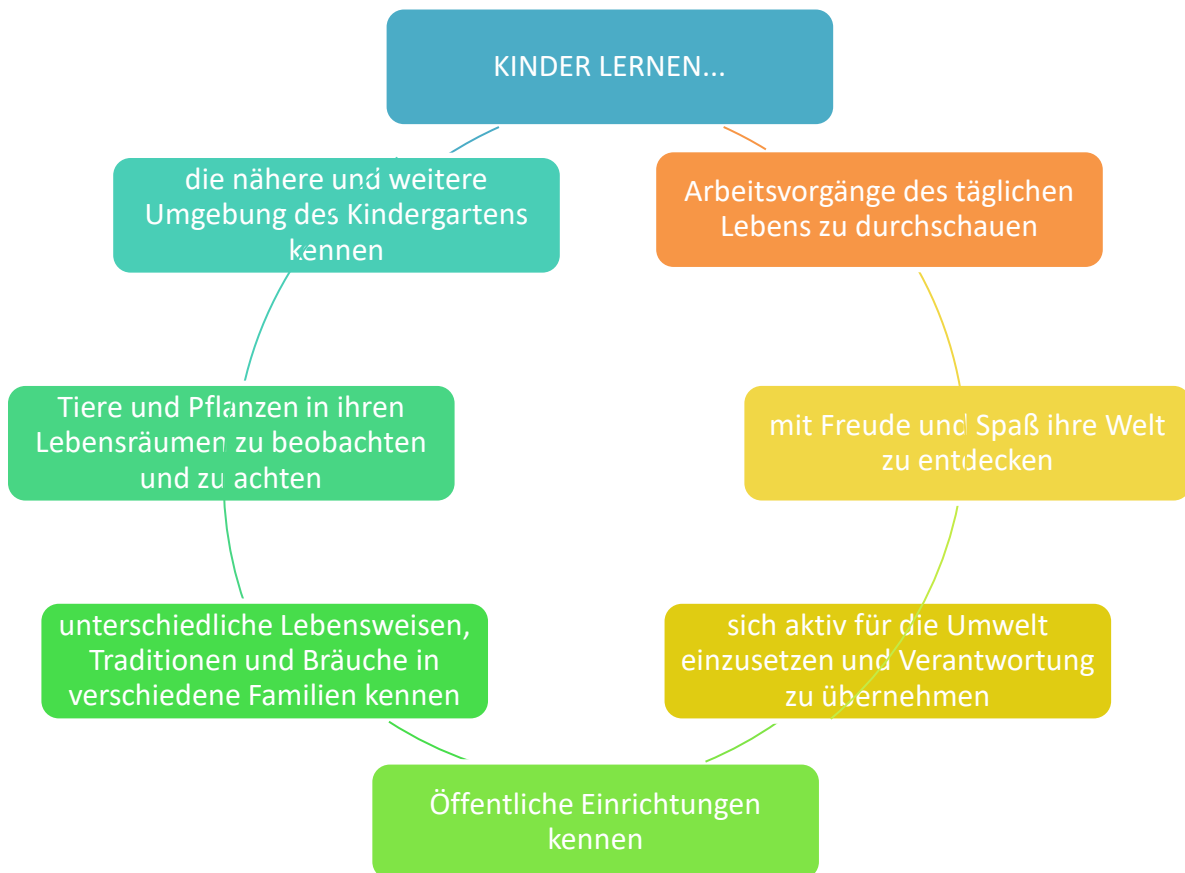 KINDER LERNEN...
Arbeitsvorgänge des täglichen
Lebens zu durchschauen
mit Freude und Spaß ihre Welt
zu entdecken
sich aktiv für die Umwelt
einzusetzen und Verantwortung
zu übernehmen
Öffentliche Einrichtungen
kennen
unterschiedliche Lebensweisen,
Traditionen und Bräuche in
verschiedene Familien kennen
Tiere und Pflanzen in ihren
Lebensräumen zu beobachten
und zu achten
die nähere und weitere
Umgebung des Kindergartens
kennen